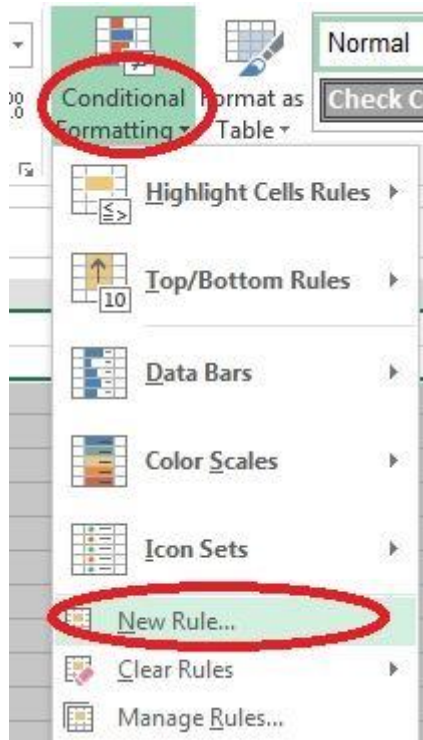 Normal
Conditional
Formatting
Format as
Table
Check C
Highlight Cells Rules
Top/Bottom Rules
10
Data Bars
Color Scales
Icon Sets
New Rule...
Clear Rules
Manage Rules...